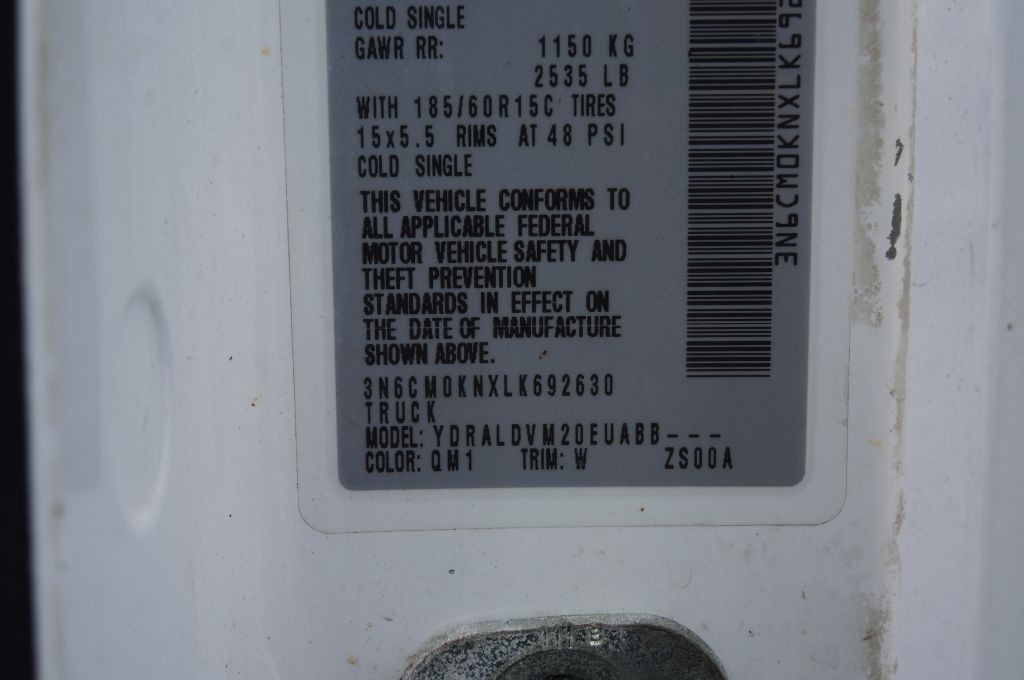 COLD SINGLE
GAWR RR: 1150 KG
2535 LB
WITH 185/60R15C TIRES
15x5.5 RIMS AT 48 PSI
COLD SINGLE
THIS VEHICLE CONFORMS TO
ALL APPLICABLE FEDERAL
MOTOR VEHICLE SAFETY AND
THEFT PREVENTION
STANDARDS IN EFFECT ON
THE DATE OF MANUFACTURE
SHOWN ABOVE.
3N6CM0KNXLK692630
TRUCK
MODEL: YDRALDVM20EUABB---
COLOR: QM1 TRIM: W ZS00A
3N6CM0KNXLK692